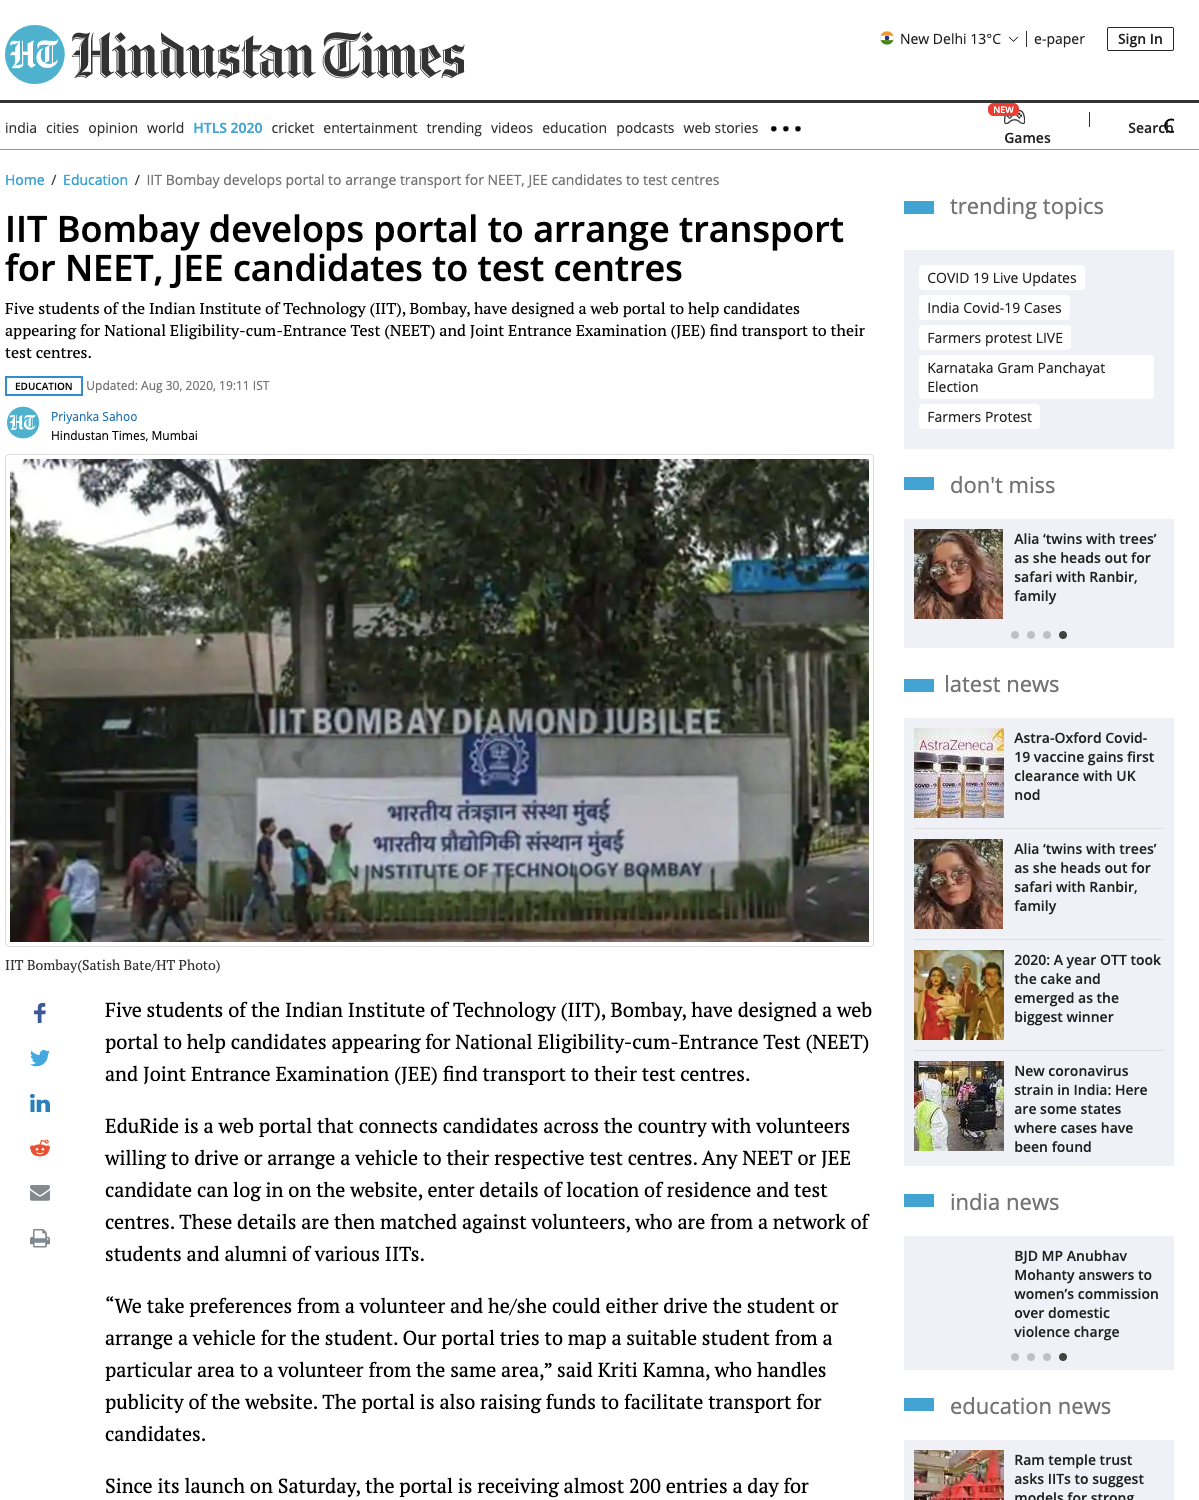 HT Hindustan Times
New Delhi 13°C
e-paper
Sign In
india cities opinion world HTLS 2020 cricket entertainment trending videos education podcasts web stories
NEW
Games
Search
Home / Education / IIT Bombay develops portal to arrange transport for NEET, JEE candidates to test centres
IIT Bombay develops portal to arrange transport
for NEET, JEE candidates to test centres
Five students of the Indian Institute of Technology (IIT), Bombay, have designed a web portal to help candidates
appearing for National Eligibility-cum-Entrance Test (NEET) and Joint Entrance Examination (JEE) find transport to their
test centres.
EDUCATION Updated: Aug 30, 2020, 19:11 IST
HT
Priyanka Sahoo
Hindustan Times, Mumbai
IIT BOMBAY DIAMOND JUBILEE
भारतीय तंत्रज्ञान संस्था मुंबई
भारतीय प्रौद्योगिकी संस्थान मुंबई
N INSTITUTE OF TECHNOLOGY BOMBAY
IIT Bombay(Satish Bate/HT Photo)
Five students of the Indian Institute of Technology (IIT), Bombay, have designed a web
portal to help candidates appearing for National Eligibility-cum-Entrance Test (NEET)
and Joint Entrance Examination (JEE) find transport to their test centres.
EduRide is a web portal that connects candidates across the country with volunteers
willing to drive or arrange a vehicle to their respective test centres. Any NEET or JEE
candidate can log in on the website, enter details of location of residence and test
centres. These details are then matched against volunteers, who are from a network of
students and alumni of various IITs.
“We take preferences from a volunteer and he/she could either drive the student or
arrange a vehicle for the student. Our portal tries to map a suitable student from a
particular area to a volunteer from the same area,” said Kriti Kamna, who handles
publicity of the website. The portal is also raising funds to facilitate transport for
candidates.
Since its launch on Saturday, the portal is receiving almost 200 entries a day for
trending topics
COVID 19 Live Updates
India Covid-19 Cases
Farmers protest LIVE
Karnataka Gram Panchayat
Election
Farmers Protest
don't miss
Alia ‘twins with trees’
as she heads out for
safari with Ranbir,
family
latest news
AstraZeneca
Astra-Oxford Covid-
19 vaccine gains first
clearance with UK
nod
Alia ‘twins with trees’
as she heads out for
safari with Ranbir,
family
2020: A year OTT took
the cake and
emerged as the
biggest winner
New coronavirus
strain in India: Here
are some states
where cases have
been found
india news
BJD MP Anubhav
Mohanty answers to
women’s commission
over domestic
violence charge
education news
Ram temple trust
asks IITs to suggest
models for strong